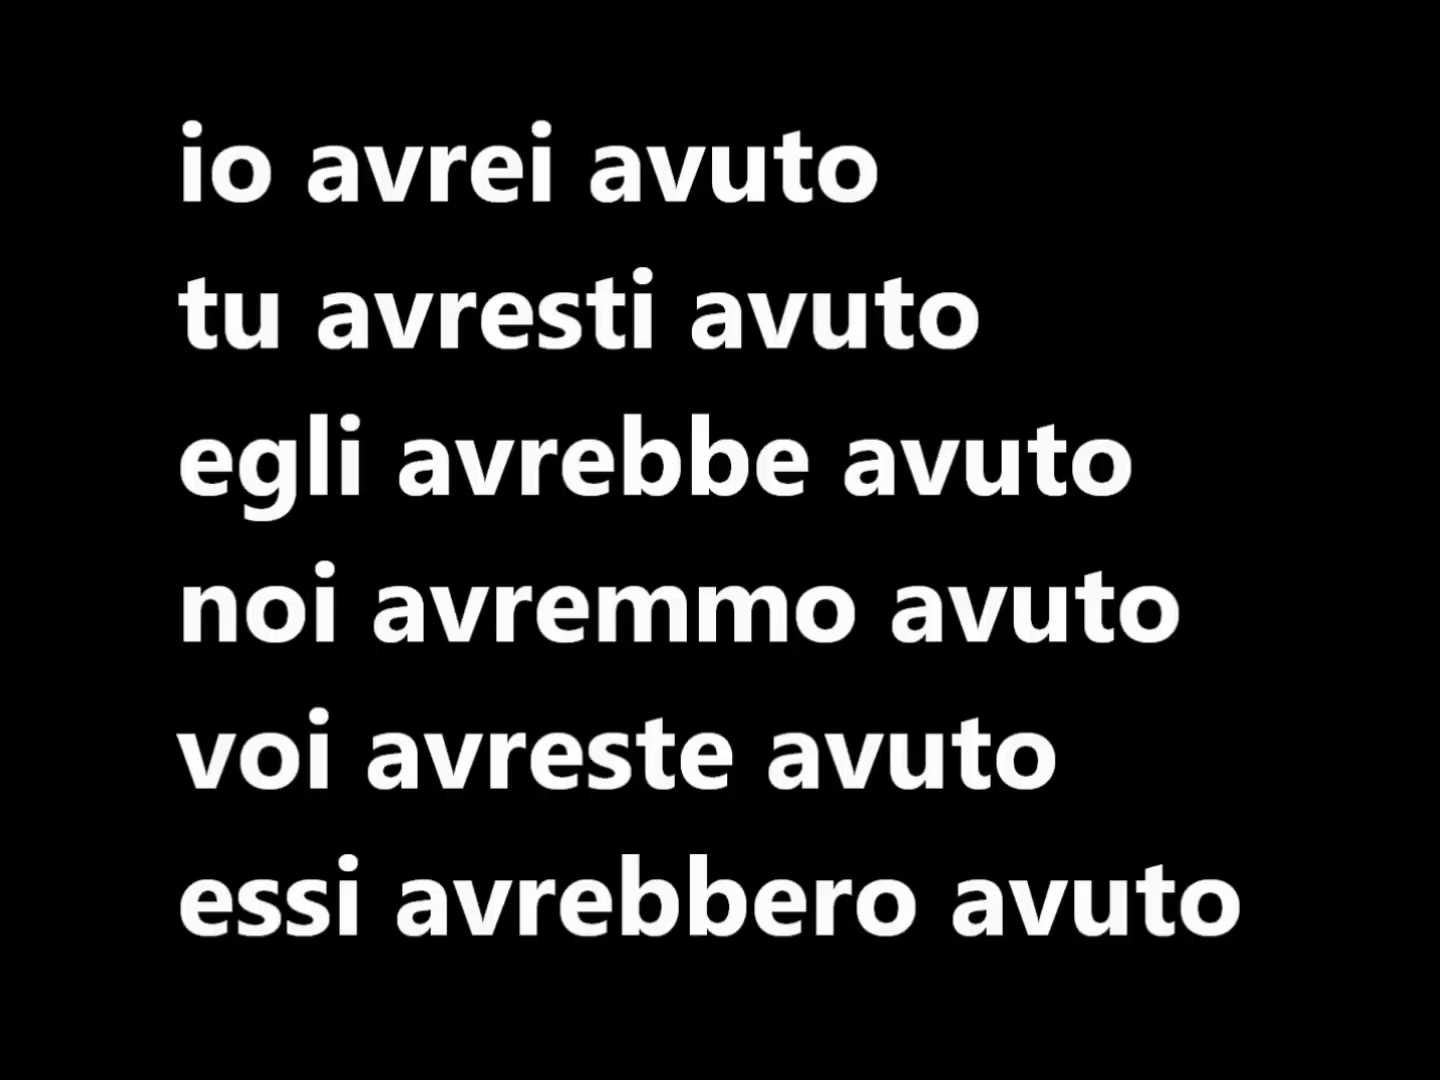 io avrei avuto
tu avresti avuto
egli avrebbe avuto
noi avremmo avuto
voi avreste avuto
essi avrebbero avuto